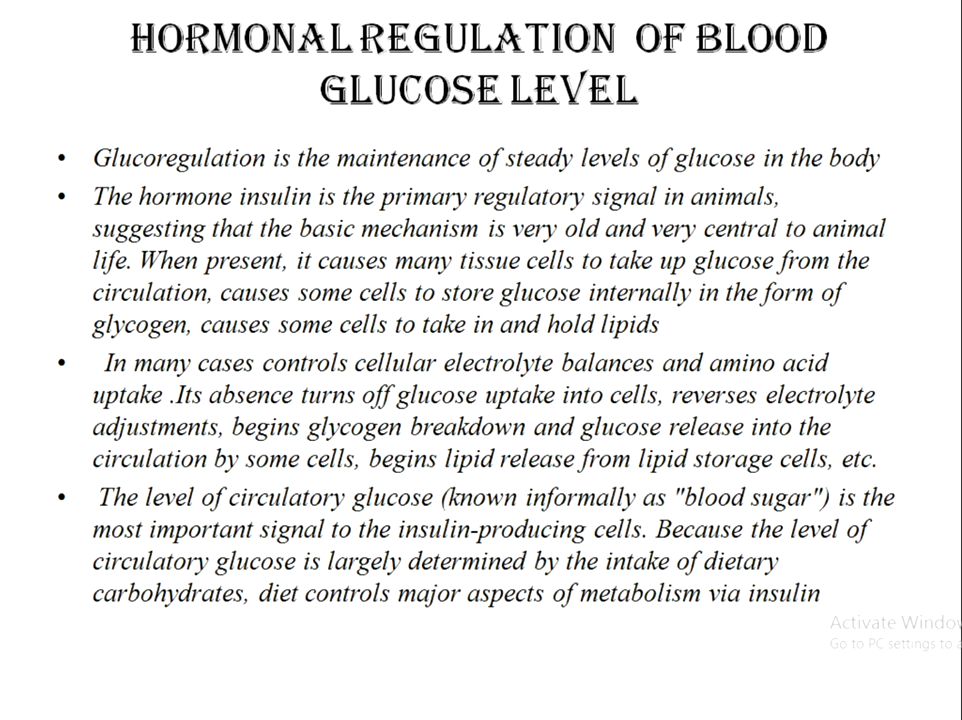 HORMONAL REGULATION OF BLOOD
GLUCOSE LEVEL
• Glucoregulation is the maintenance of steady levels of glucose in the body
• The hormone insulin is the primary regulatory signal in animals,
suggesting that the basic mechanism is very old and very central to animal
life. When present, it causes many tissue cells to take up glucose from the
circulation, causes some cells to store glucose internally in the form of
glycogen, causes some cells to take in and hold lipids
• In many cases controls cellular electrolyte balances and amino acid
uptake .Its absence turns off glucose uptake into cells, reverses electrolyte
adjustments, begins glycogen breakdown and glucose release into the
circulation by some cells, begins lipid release from lipid storage cells, etc.
• The level of circulatory glucose (known informally as "blood sugar") is the
most important signal to the insulin-producing cells. Because the level of
circulatory glucose is largely determined by the intake of dietary
carbohydrates, diet controls major aspects of metabolism via insulin
Activate Window
Go to PC settings to a